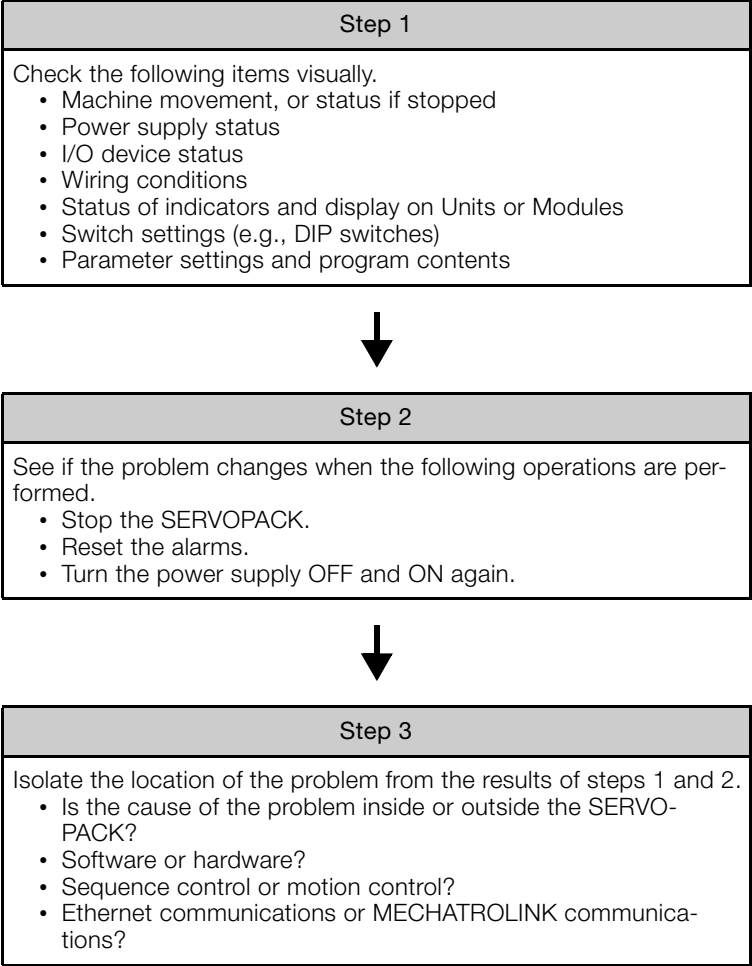 Step 1
Check the following items visually.
• Machine movement, or status if stopped
• Power supply status
• I/O device status
• Wiring conditions
• Status of indicators and display on Units or Modules
• Switch settings (e.g., DIP switches)
• Parameter settings and program contents
Step 2
See if the problem changes when the following operations are per-
formed.
• Stop the SERVOPACK.
• Reset the alarms.
• Turn the power supply OFF and ON again.
Step 3
Isolate the location of the problem from the results of steps 1 and 2.
• Is the cause of the problem inside or outside the SERVO-
PACK?
• Software or hardware?
• Sequence control or motion control?
• Ethernet communications or MECHATROLINK communica-
tions?